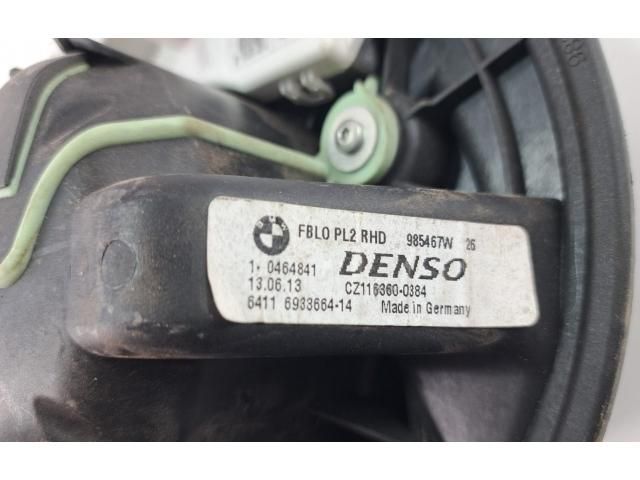 FBLO PL2 RHD 985467W 26
1* 0464841 DENSO
13.06.13 CZ116360-0384
6411 6933664-14 Made in Germany